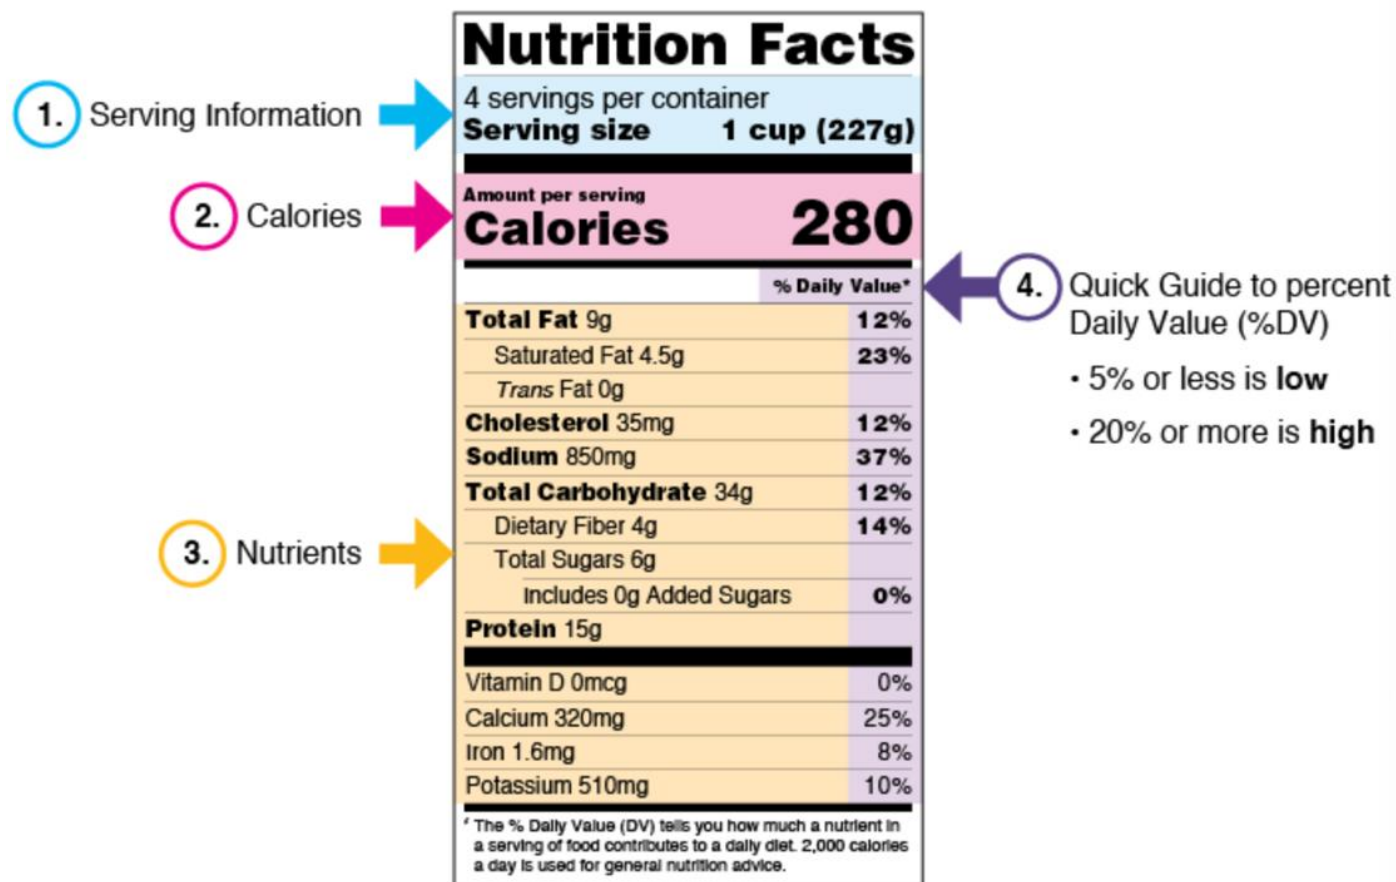 Nutrition Facts
1. Serving Information
4 servings per container
Serving size 1 cup (227g)
2. Calories
Amount per serving
Calories 280
% Daily Value*
4. Quick Guide to percent
Daily Value (%DV)
• 5% or less is low
• 20% or more is high
3. Nutrients
Total Fat 9g 12%
Saturated Fat 4.5g 23%
Trans Fat 0g
Cholesterol 35mg 12%
Sodium 850mg 37%
Total Carbohydrate 34g 12%
Dietary Fiber 4g 14%
Total Sugars 6g
Includes 0g Added Sugars 0%
Protein 15g
Vitamin D 0mcg 0%
Calcium 320mg 25%
Iron 1.6mg 8%
Potassium 510mg 10%
* The % Daily Value (DV) tells you how much a nutrient in
a serving of food contributes to a daily diet. 2,000 calories
a day is used for general nutrition advice.